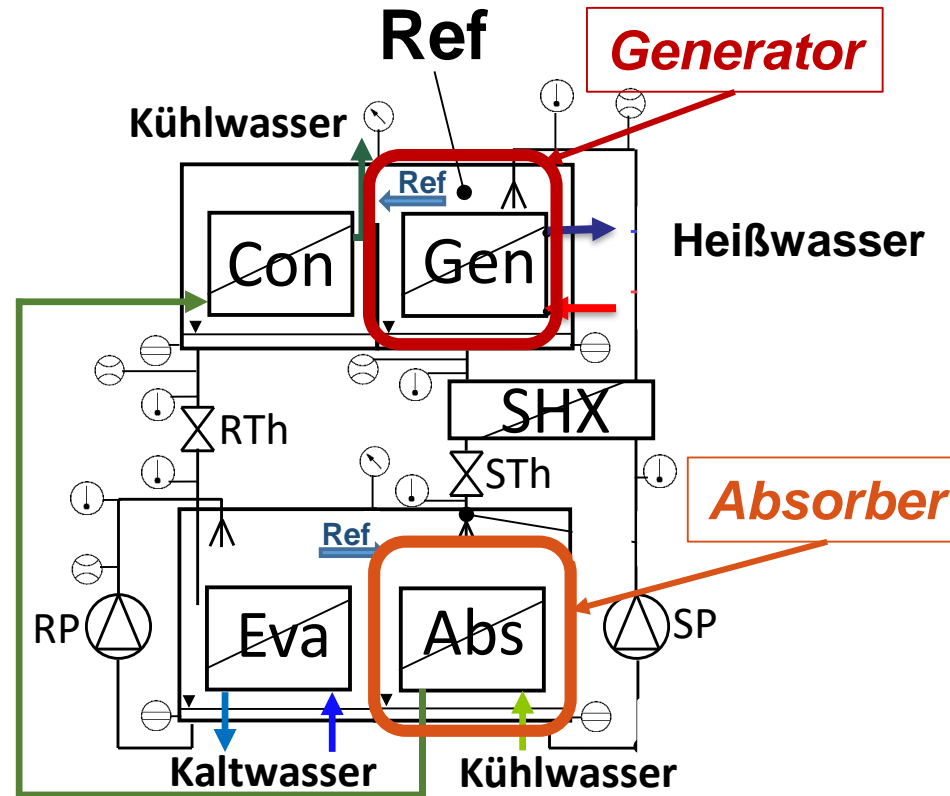 Ref
Generator
Kühlwasser
Ref
Con
Gen
Heißwasser
SHX
RTh
STh
Absorber
Ref
RP
Eva
Abs
SP
Kaltwasser
Kühlwasser